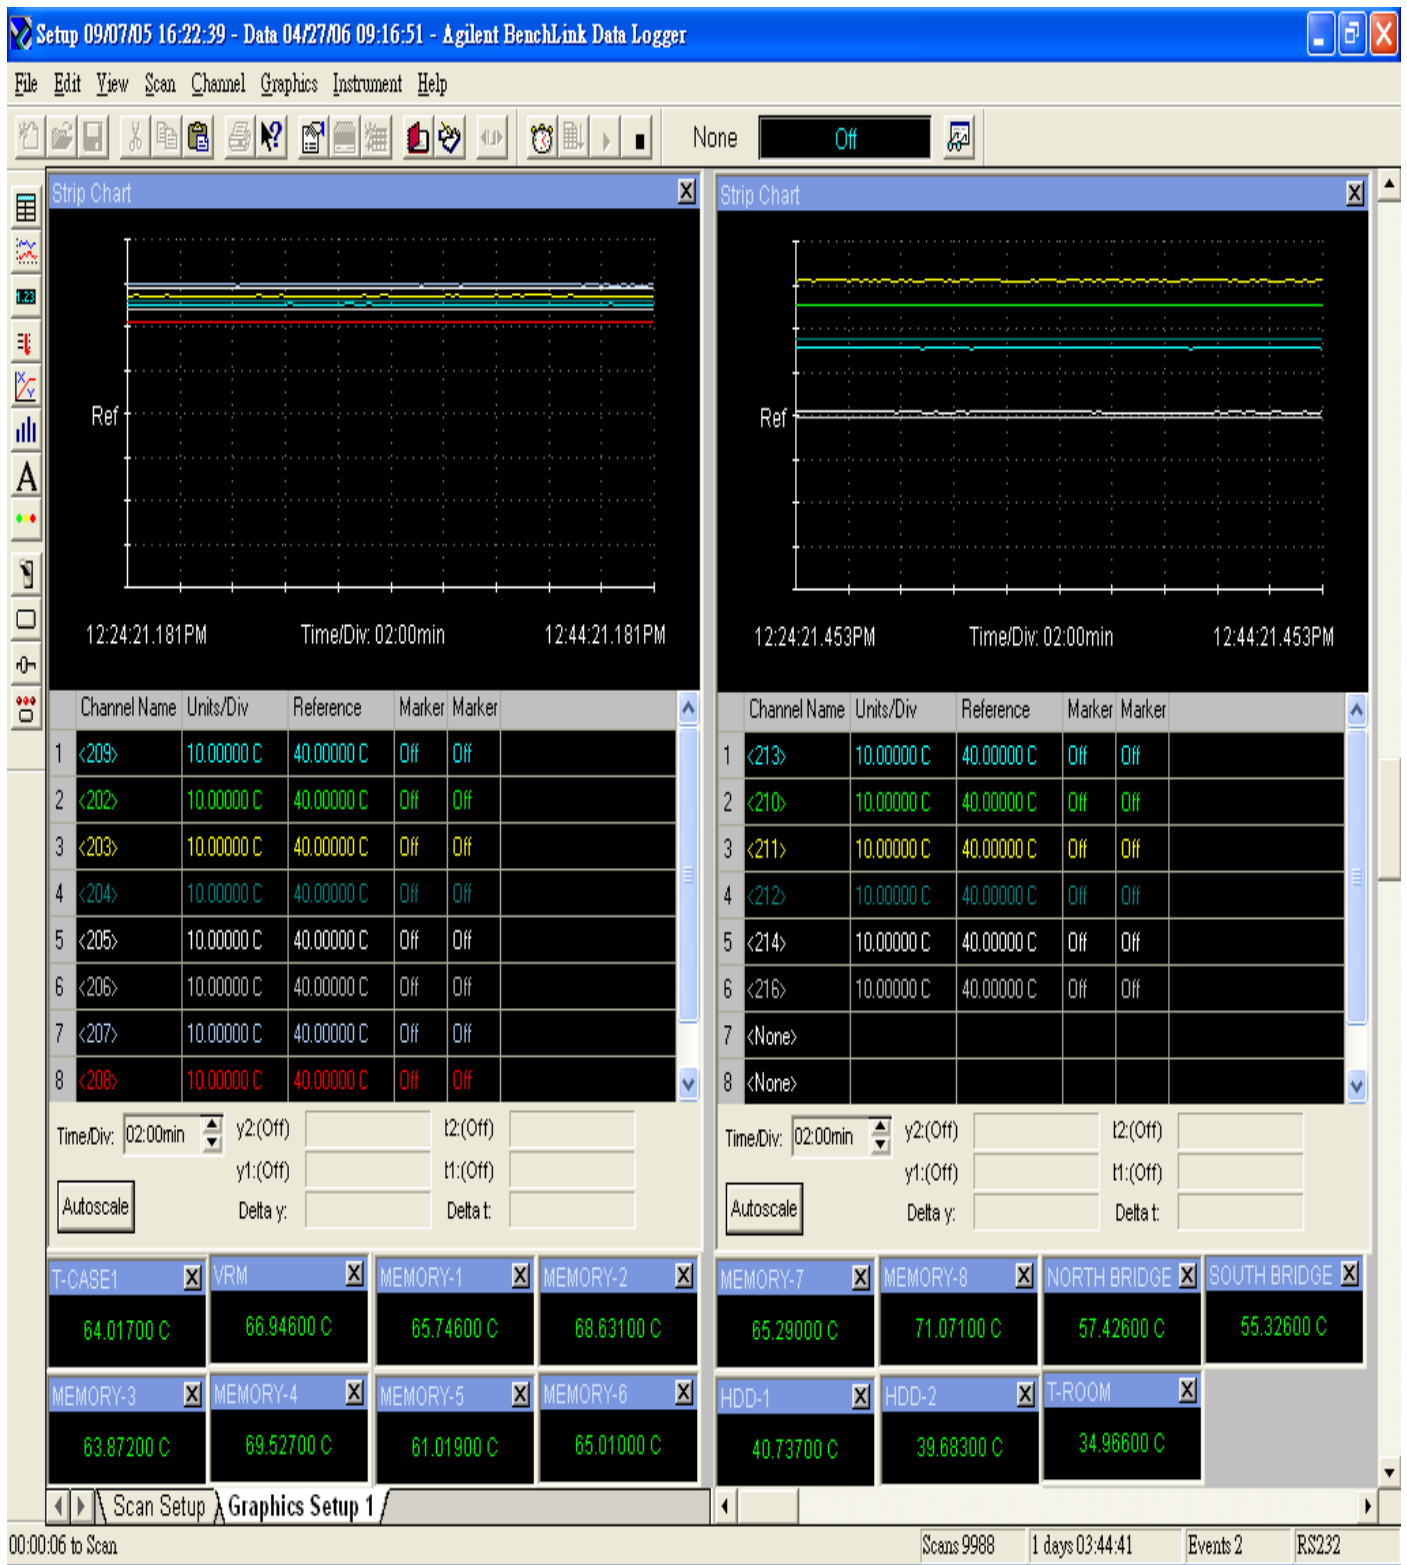 Setup 09/07/05 16:22:39 - Data 04/27/06 09:16:51 - Agilent BenchLink Data Logger
File Edit View Scan Channel Graphics Instrument Help
None Off
1.23
X Y
A
Strip Chart
Ref
12:24:21.181PM Time/Div: 02:00min 12:44:21.181PM
Channel Name Units/Div Reference Marker Marker
1 <209> 10.00000 C 40.00000 C Off Off
2 <202> 10.00000 C 40.00000 C Off Off
3 <203> 10.00000 C 40.00000 C Off Off
4 <204> 10.00000 C 40.00000 C Off Off
5 <205> 10.00000 C 40.00000 C Off Off
6 <206> 10.00000 C 40.00000 C Off Off
7 <207> 10.00000 C 40.00000 C Off Off
8 <208> 10.00000 C 40.00000 C Off Off
Time/Div: 02:00min y2:(Off) t2:(Off)
y1:(Off) t1:(Off)
Autoscale Delta y: Delta t:
Strip Chart
Ref
12:24:21.453PM Time/Div: 02:00min 12:44:21.453PM
Channel Name Units/Div Reference Marker Marker
1 <213> 10.00000 C 40.00000 C Off Off
2 <210> 10.00000 C 40.00000 C Off Off
3 <211> 10.00000 C 40.00000 C Off Off
4 <212> 10.00000 C 40.00000 C Off Off
5 <214> 10.00000 C 40.00000 C Off Off
6 <216> 10.00000 C 40.00000 C Off Off
7 <None>
8 <None>
Time/Div: 02:00min y2:(Off) t2:(Off)
y1:(Off) t1:(Off)
Autoscale Delta y: Delta t:
T-CASE1 VRM MEMORY-1 MEMORY-2
64.01700 C 66.94600 C 65.74600 C 68.63100 C
MEMORY-3 MEMORY-4 MEMORY-5 MEMORY-6
63.87200 C 69.52700 C 61.01900 C 65.01000 C
MEMORY-7 MEMORY-8 NORTH BRIDGE SOUTH BRIDGE
65.29000 C 71.07100 C 57.42600 C 55.32600 C
HDD-1 HDD-2 T-ROOM
40.73700 C 39.68300 C 34.96600 C
Scan Setup Graphics Setup 1
00:00:06 to Scan Scans 9988 1 days 03:44:41 Events 2 RS232